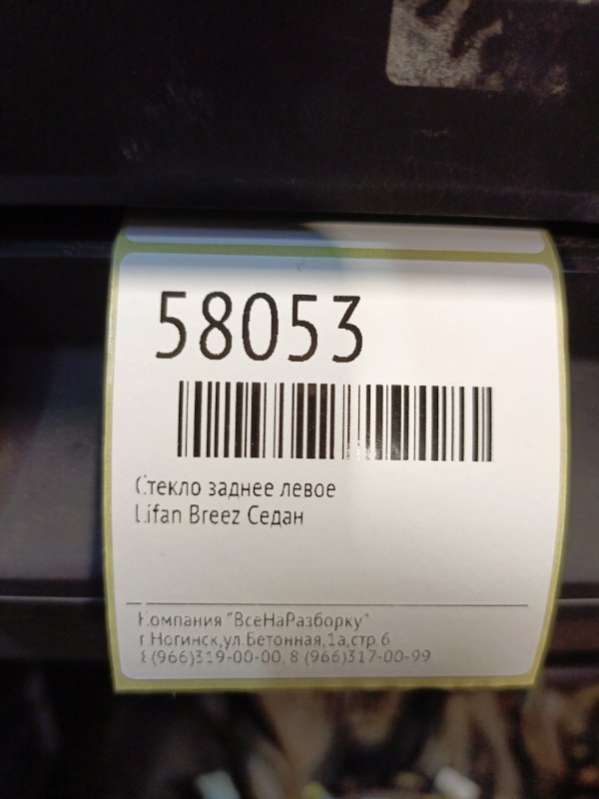 58053
Стекло заднее левое
Lifan Breez Седан
Компания "ВсеНаРазборку"
г.Ногинск,ул.Бетонная,1а,стр.6
8 (966)319-00-00, 8 (966)317-00-99